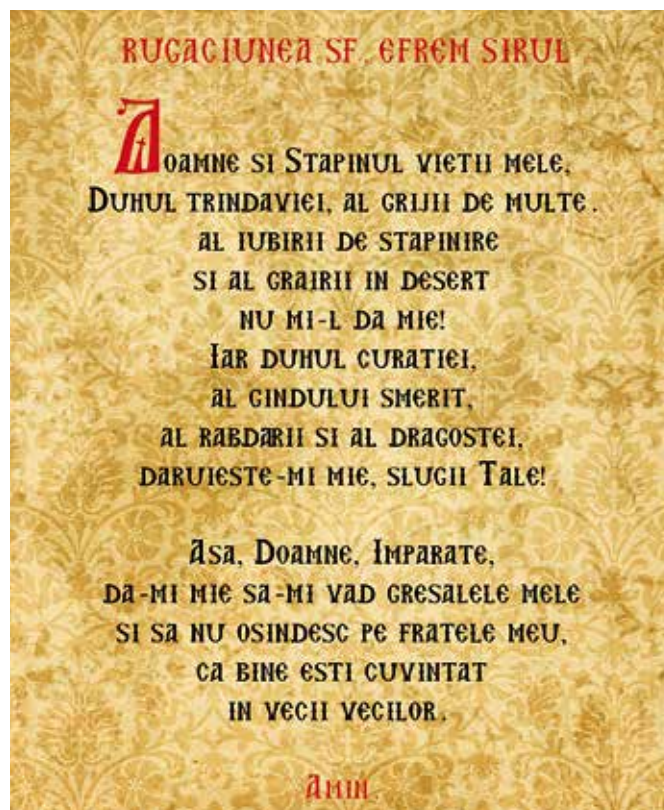 RUGACIUNEA SF. EFREM SIRUL
DOAMNE SI STAPINUL VIETII MELE,
DUHUL TRINDAVIEI, AL GRIJII DE MULTE.
AL IUBIRII DE STAPINIRE
SI AL GRAIRII IN DESERT
NU MI-L DA MIE!
IAR DUHUL CURATIEI,
AL GINDULUI SMERIT,
AL RABDARII SI AL DRAGOSTEI,
DARUIESTE-MI MIE, SLUGII TALE!
ASA, DOAMNE, IMPARATE,
DA-MI MIE SA-MI VAD GRESALELE MELE
SI SA NU OSINDESC PE FRATELE MEU,
CA BINE ESTI CUVINTAT
IN VECII VECILOR.
AMIN